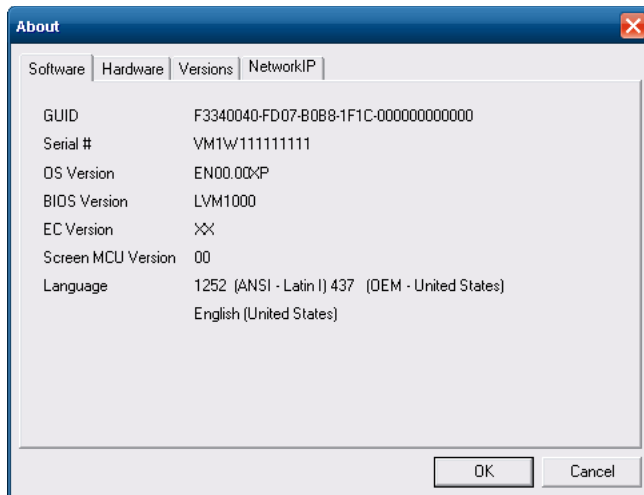 About
Software Hardware Versions NetworkIP
GUID F3340040-FD07-B0B8-1F1C-000000000000
Serial # VM1W111111111
OS Version EN00.00XP
BIOS Version LVM1000
EC Version XX
Screen MCU Version 00
Language 1252 (ANSI - Latin I) 437 (OEM - United States)
English (United States)
OK Cancel